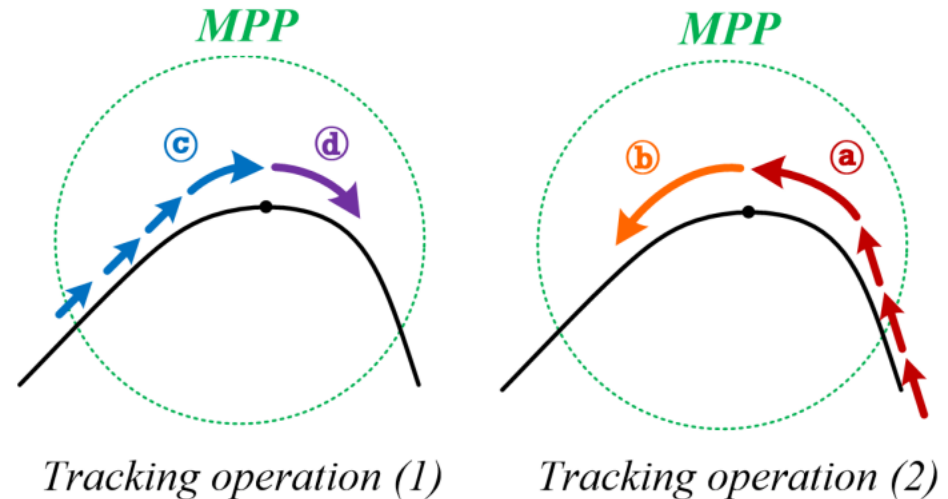 MPP
MPP
ⓒ
ⓓ
ⓑ
ⓐ
Tracking operation (1)
Tracking operation (2)